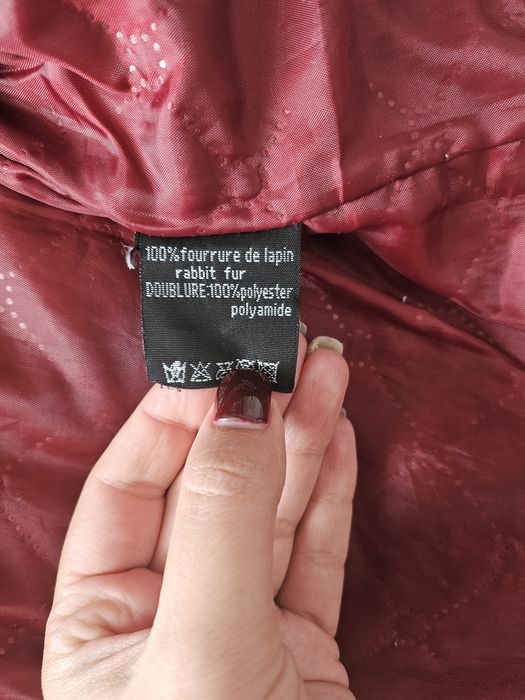 100%fourrure de lapin
rabbit fur
DOUBLURE:100%polyester
polyamide